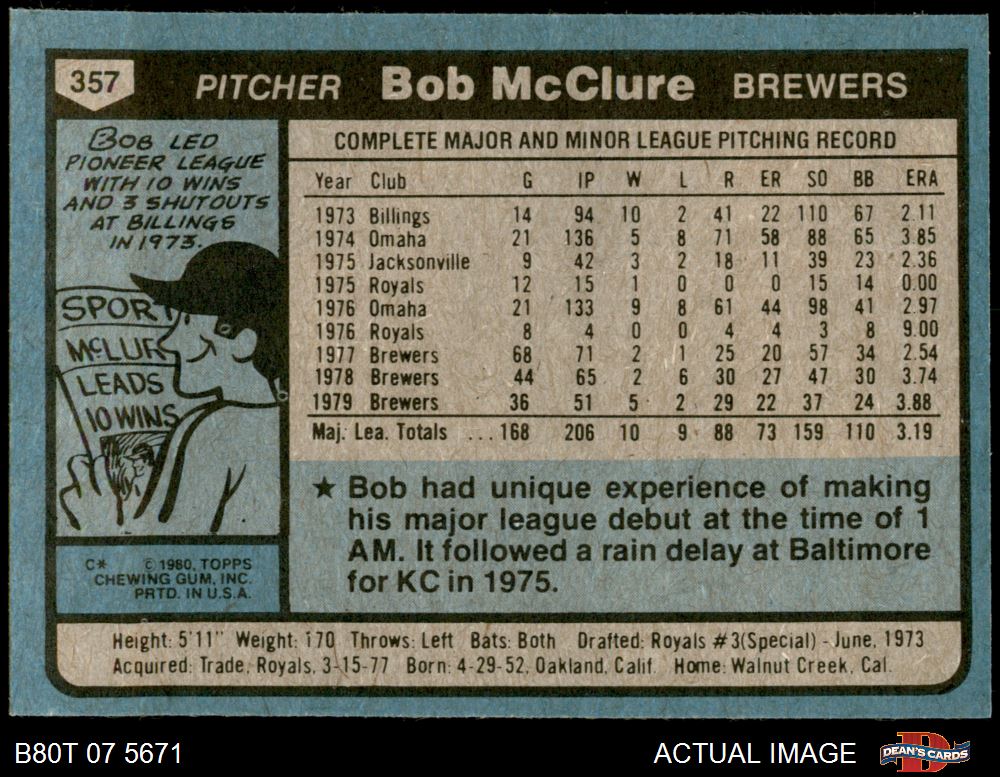 357 PITCHER Bob McClure BREWERS
BOB LED
PIONEER LEAGUE
WITH 10 WINS
AND 3 SHUTOUTS
AT BILLINGS
IN 1973.
SPORT
McCLUR
LEADS
10 WINS
C* © 1980, TOPPS
CHEWING GUM, INC.
PRTD. IN U.S.A.
COMPLETE MAJOR AND MINOR LEAGUE PITCHING RECORD
Year Club G IP W L R ER SO BB ERA
1973 Billings 14 94 10 2 41 22 110 67 2.11
1974 Omaha 21 136 5 8 71 58 88 65 3.85
1975 Jacksonville 9 42 3 2 18 11 39 23 2.36
1975 Royals 12 15 1 0 0 0 15 14 0.00
1976 Omaha 21 133 9 8 61 44 98 41 2.97
1976 Royals 8 4 0 0 4 4 3 8 9.00
1977 Brewers 68 71 2 1 25 20 57 34 2.54
1978 Brewers 44 65 2 6 30 27 47 30 3.74
1979 Brewers 36 51 5 2 29 22 37 24 3.88
Maj. Lea. Totals ... 168 206 10 9 88 73 159 110 3.19
★ Bob had unique experience of making
his major league debut at the time of 1
AM. It followed a rain delay at Baltimore
for KC in 1975.
Height: 5'11" Weight: 170 Throws: Left Bats: Both Drafted: Royals #3(Special) - June, 1973
Acquired: Trade, Royals, 3-15-77 Born: 4-29-52, Oakland, Calif. Home: Walnut Creek, Cal.
B80T 07 5671 ACTUAL IMAGE DEAN'S CARDS